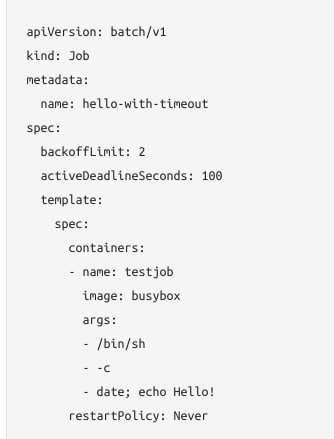 apiVersion: batch/v1
kind: Job
metadata:
  name: hello-with-timeout
spec:
  backoffLimit: 2
  activeDeadlineSeconds: 100
  template:
    spec:
      containers:
      - name: testjob
        image: busybox
        args:
        - /bin/sh
        - -c
        - date; echo Hello!
      restartPolicy: Never